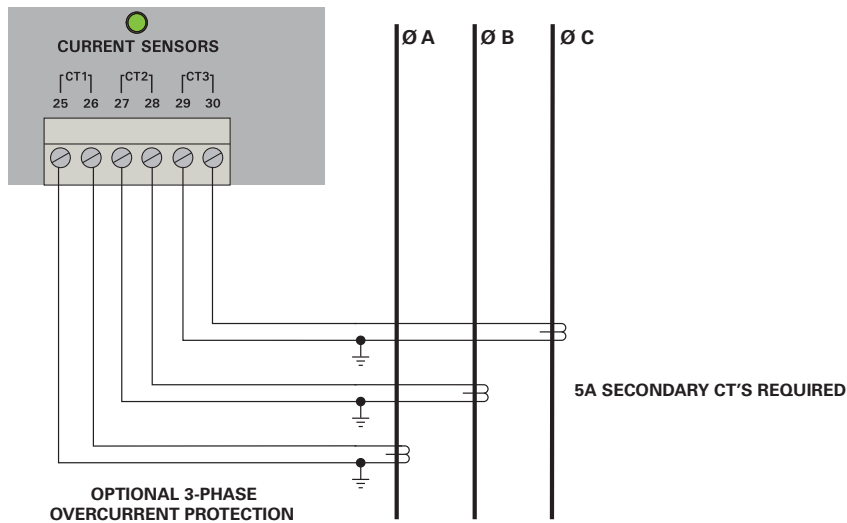 CURRENT SENSORS
CT1 CT2 CT3
25 26 27 28 29 30
Ø A Ø B Ø C
5A SECONDARY CT'S REQUIRED
OPTIONAL 3-PHASE
OVERCURRENT PROTECTION